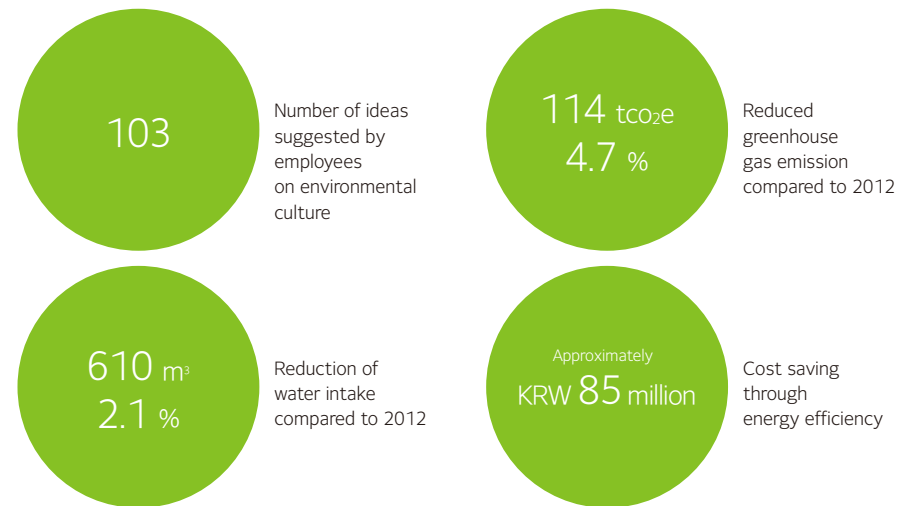 103
Number of ideas
suggested by
employees
on environmental
culture
114 tco₂e
4.7 %
Reduced
greenhouse
gas emission
compared to 2012
610 m³
2.1 %
Reduction of
water intake
compared to 2012
Approximately
KRW 85 million
Cost saving
through
energy efficiency